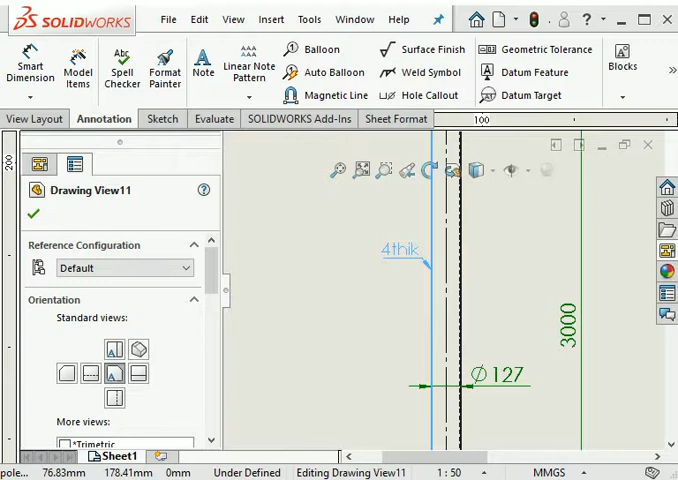 SOLIDWORKS File Edit View Insert Tools Window Help
Smart Dimension
Model Items
Spell Checker
Format Painter
Note
Linear Note Pattern
Balloon
Auto Balloon
Magnetic Line
Surface Finish
Weld Symbol
Hole Callout
Geometric Tolerance
Datum Feature
Datum Target
Blocks
View Layout Annotation Sketch Evaluate SOLIDWORKS Add-Ins Sheet Format
100
200
Drawing View11
Reference Configuration
Default
Orientation
Standard views:
More views:
*Trimetric
4thik
3000
Ø127
Sheet1
pole... 76.83mm 178.41mm 0mm Under Defined Editing Drawing View11 1 : 50 MMGS